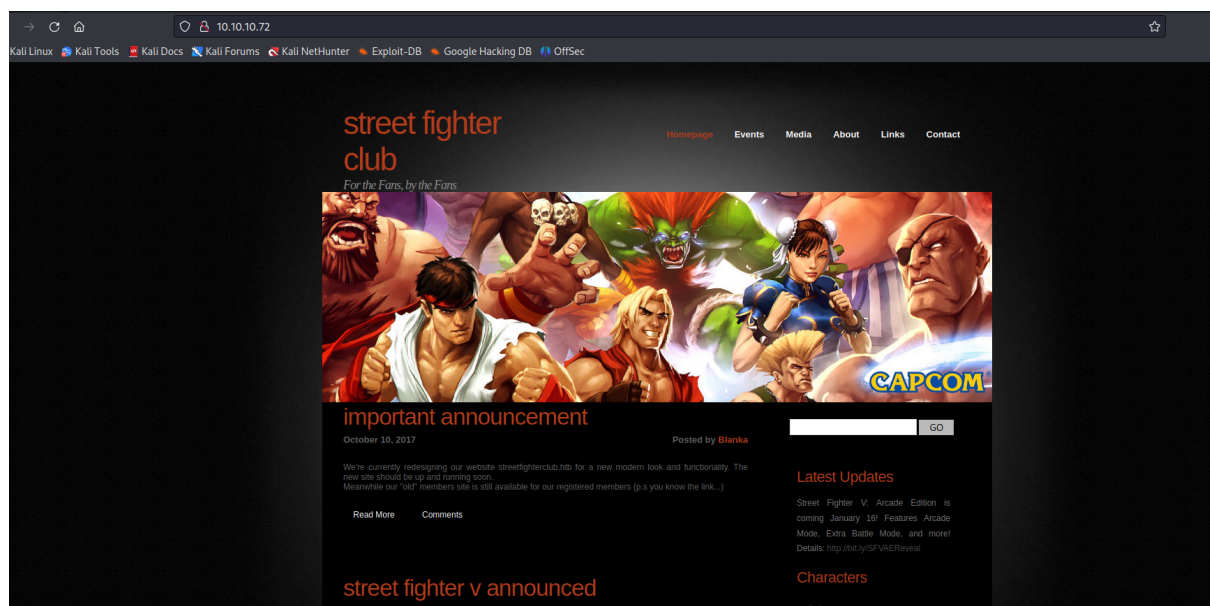 10.10.10.72
Kali Linux Kali Tools Kali Docs Kali Forums Kali NetHunter Exploit-DB Google Hacking DB OffSec
street fighter
club
For the Fans, by the Fans
Homepage Events Media About Links Contact
CAPCOM
important announcement
October 10, 2017 Posted by Blanka
We're currently redesigning our website streetfighterclub.htb for a new modern look and functionality. The
new site should be up and running soon.
Meanwhile our "old" members site is still available for our registered members (p.s you know the link...)
Read More Comments
street fighter v announced
GO
Latest Updates
Street Fighter V: Arcade Edition is
coming January 16! Features Arcade
Mode, Extra Battle Mode, and more!
Details: http://bit.ly/SFVAEReveal
Characters